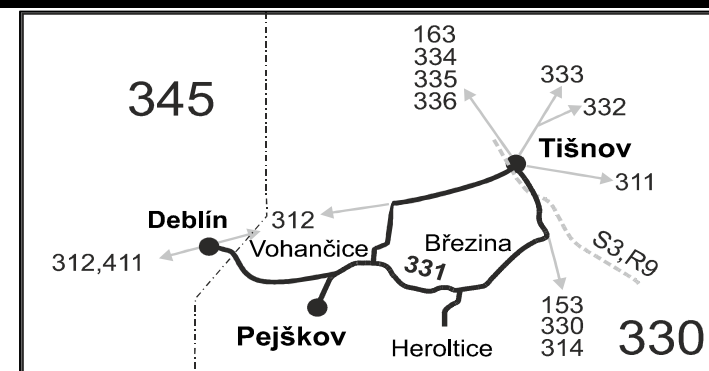 163
334
335
336
333
332
345
Tišnov
311
Deblín
312
312,411
Vohančice
Březina
331
S3,R9
Pejškov
Heroltice
153
330
314
330